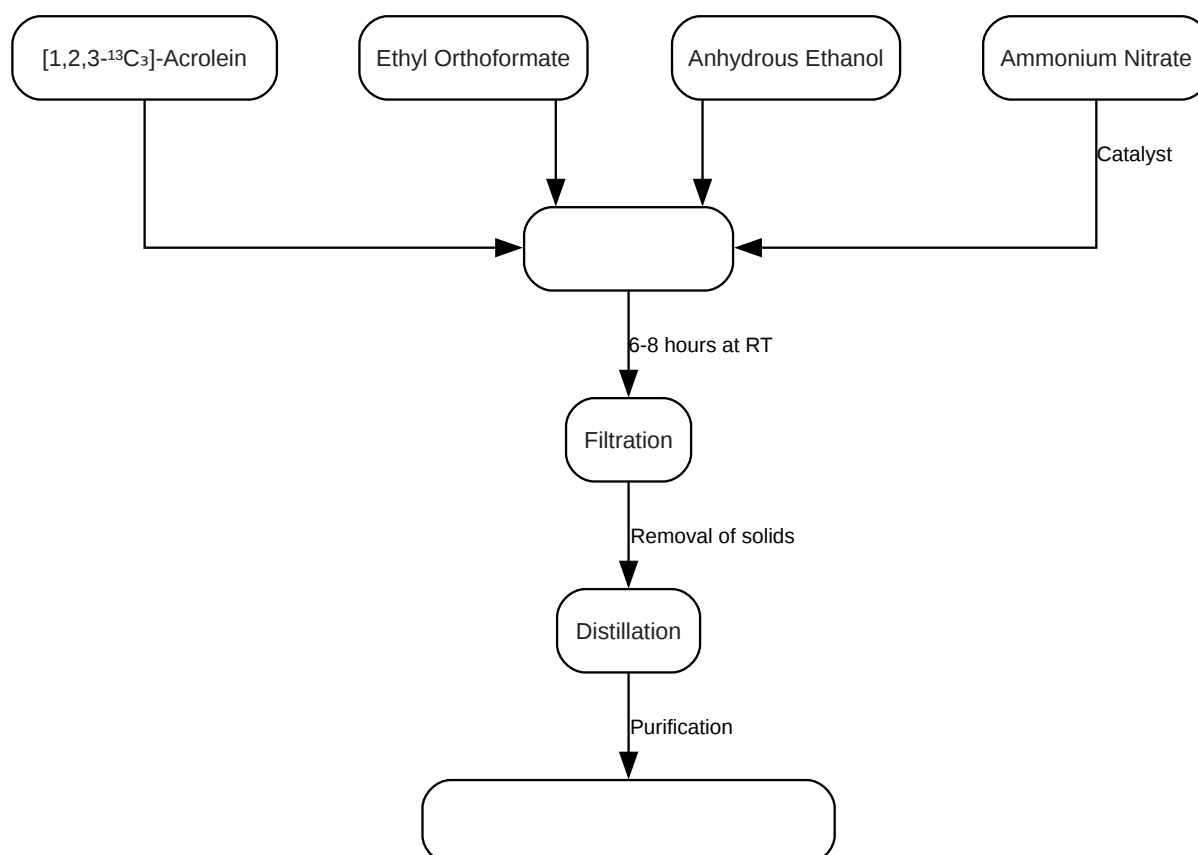 [1,2,3-¹³C₃]-Acrolein
Ethyl Orthoformate
Anhydrous Ethanol
Ammonium Nitrate
Catalyst
6-8 hours at RT
Filtration
Removal of solids
Distillation
Purification